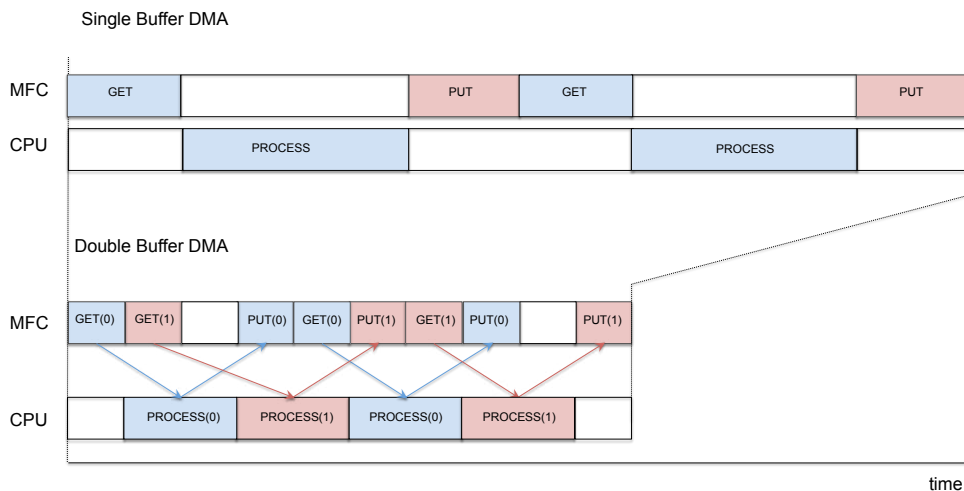 Single Buffer DMA
MFC GET PUT GET PUT
CPU PROCESS PROCESS
Double Buffer DMA
MFC GET(0) GET(1) PUT(0) GET(0) PUT(1) GET(1) PUT(0) PUT(1)
CPU PROCESS(0) PROCESS(1) PROCESS(0) PROCESS(1)
time